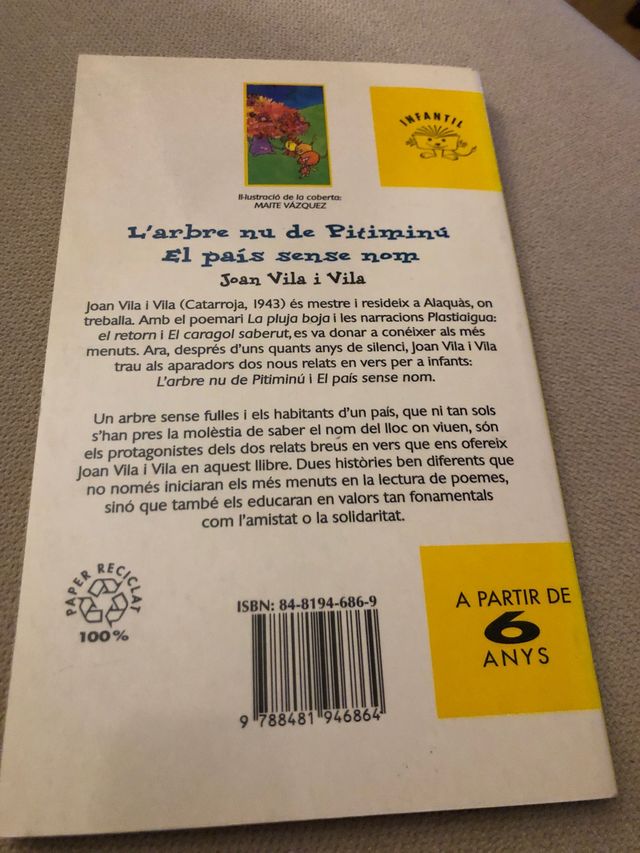 INFANTIL
Il·lustració de la coberta:
MAITE VÁZQUEZ
L'arbre nu de Pitiminú
El país sense nom
Joan Vila i Vila
Joan Vila i Vila (Catarroja, 1943) és mestre i resideix a Alaquàs, on
treballa. Amb el poemari La pluja boja i les narracions Plastiaigua:
el retorn i El caragol saberut, es va donar a conéixer als més
menuts. Ara, després d'uns quants anys de silenci, Joan Vila i Vila
trau als aparadors dos nous relats en vers per a infants:
L'arbre nu de Pitiminú i El país sense nom.
Un arbre sense fulles i els habitants d'un país, que ni tan sols
s'han pres la molèstia de saber el nom del lloc on viuen, són
els protagonistes dels dos relats breus en vers que ens ofereix
Joan Vila i Vila en aquest llibre. Dues històries ben diferents que
no només iniciaran els més menuts en la lectura de poemes,
sinó que també els educaran en valors tan fonamentals
com l'amistat o la solidaritat.
PAPER RECICLAT
100%
ISBN: 84-8194-686-9
9 788481 946864
A PARTIR DE
6
ANYS